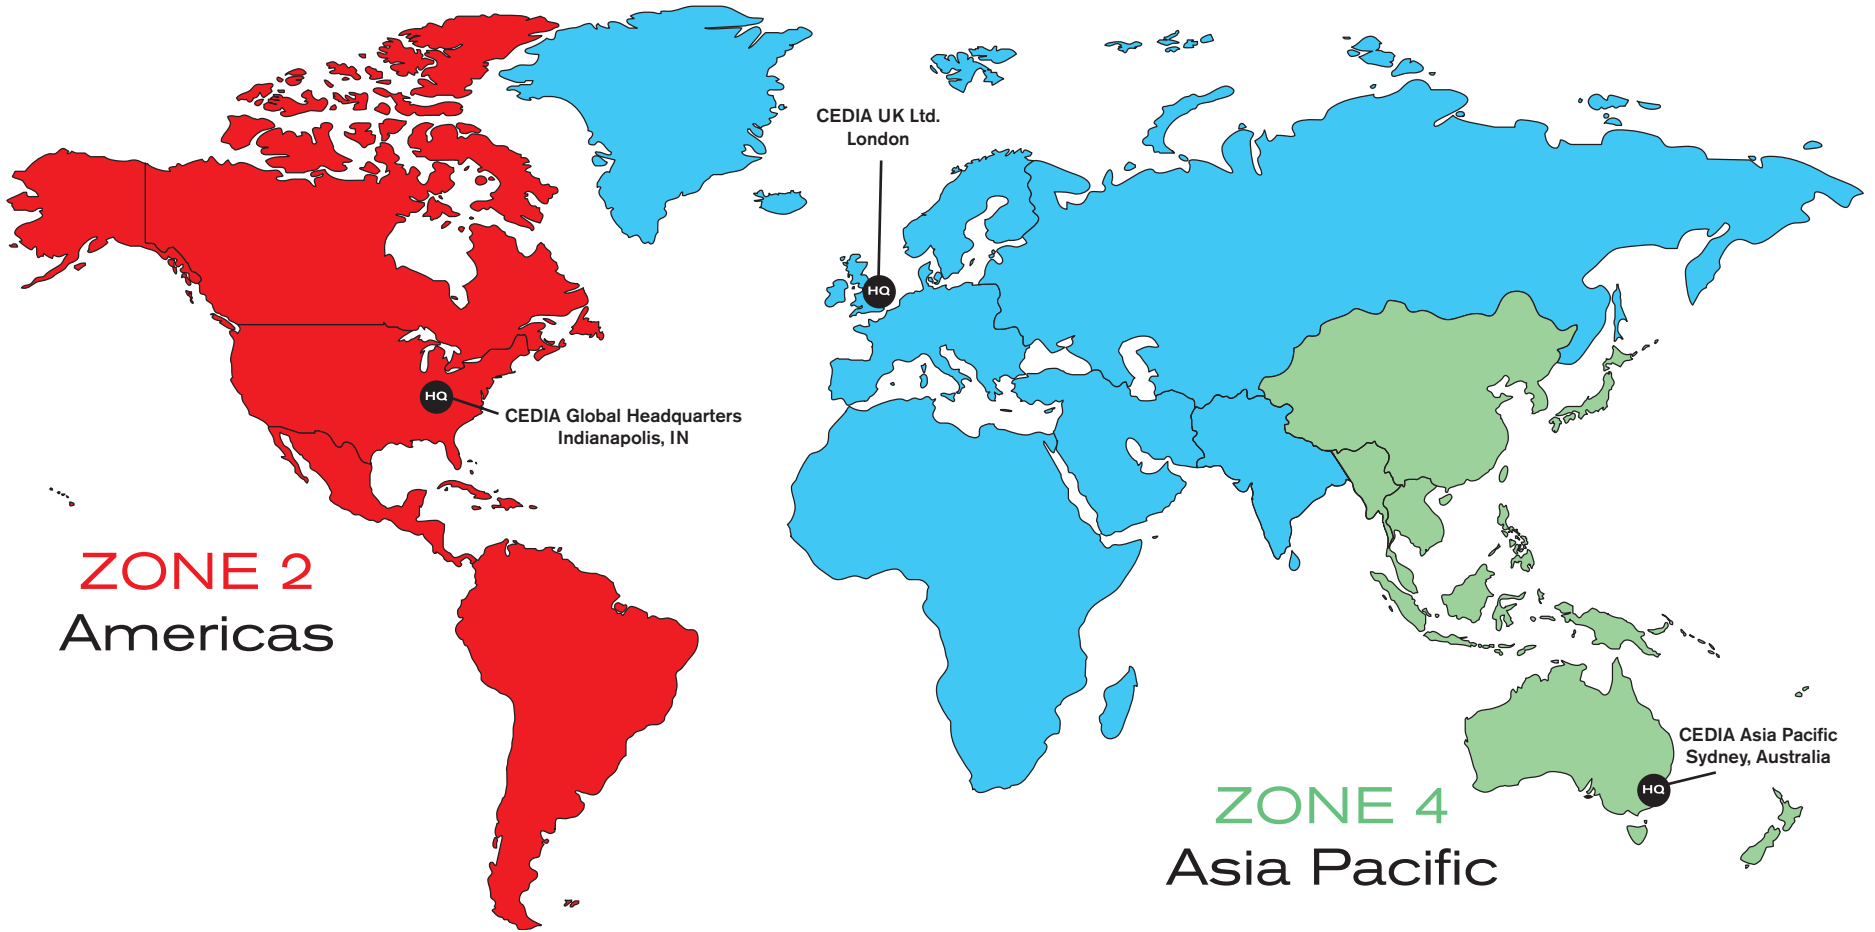 CEDIA UK Ltd.
London
HQ
HQ
CEDIA Global Headquarters
Indianapolis, IN
ZONE 2
Americas
CEDIA Asia Pacific
Sydney, Australia
HQ
ZONE 4
Asia Pacific